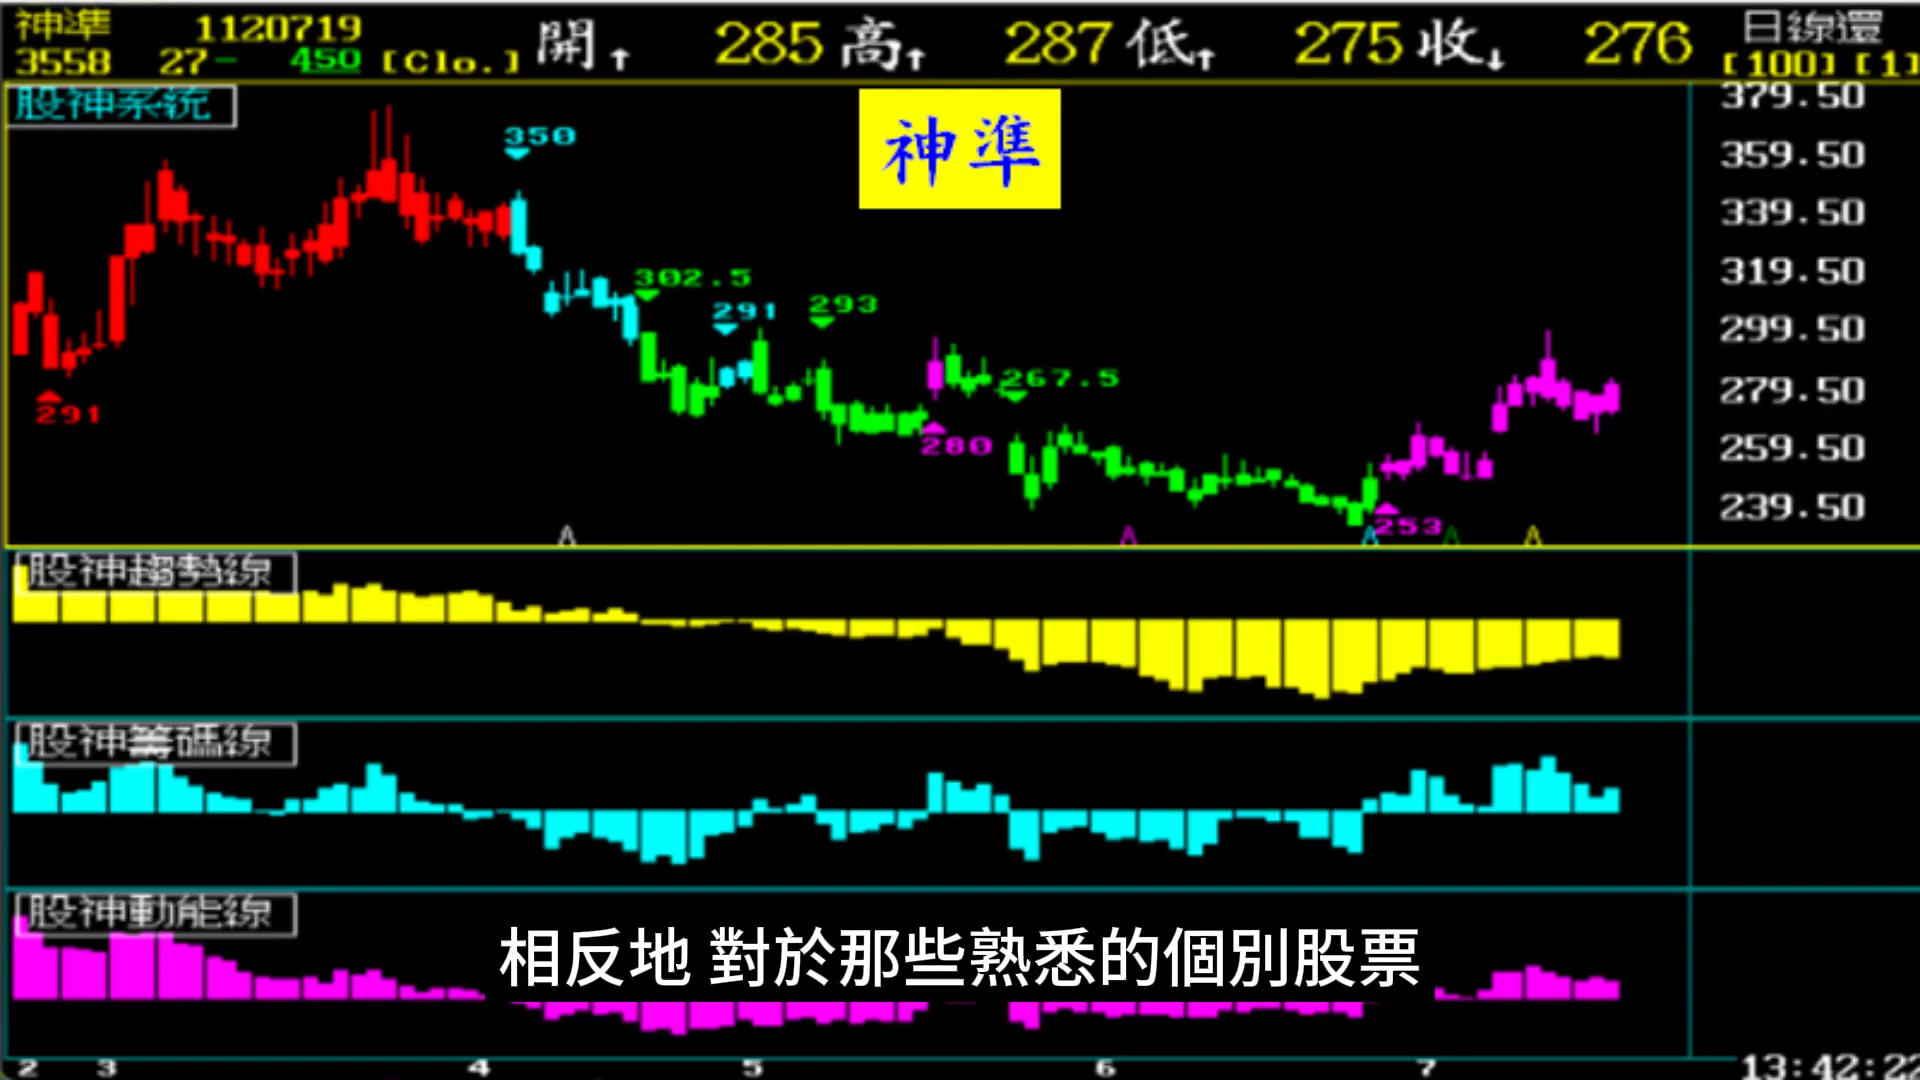 神準 1120719 開↑ 285 高↑ 287 低↑ 275 收↓ 276 日線還
3558 27- 450 [Clo.] [100] [1]
股神系统
神準
379.50
350
359.50
339.50
302.5
319.50
291
293
299.50
267.5
279.50
291
280
259.50
253
239.50
股神趨勢線
股神籌碼線
股神動能線
相反地 對於那些熟悉的個別股票
2 3 4 5 6 7 13:42:22